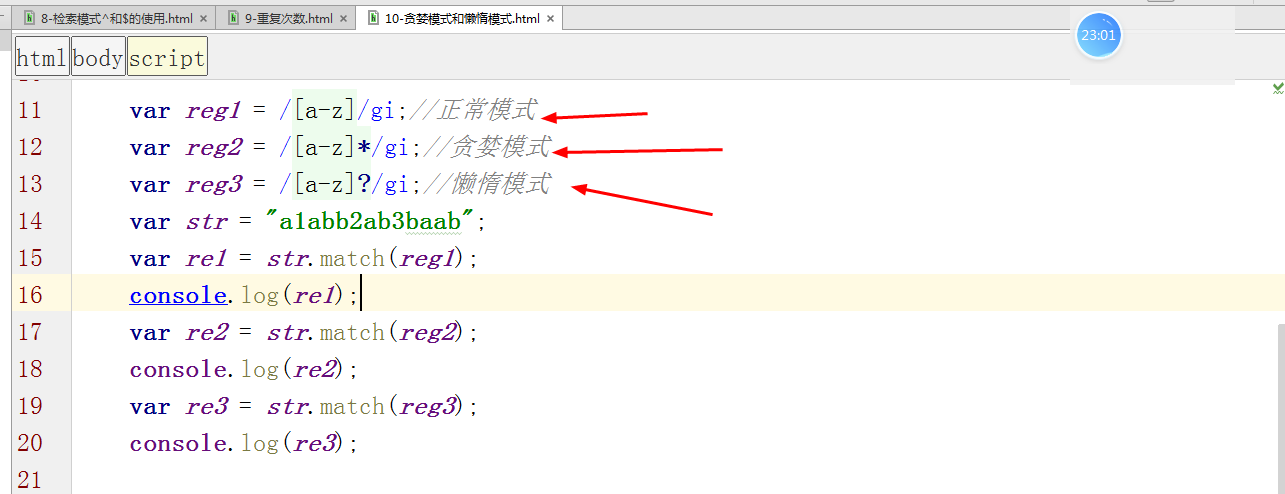 8-检索模式^和$的使用.html × 9-重复次数.html × 10-贪婪模式和懒惰模式.html ×
23:01
html body script
11 var reg1 = /[a-z]/gi;//正常模式
12 var reg2 = /[a-z]*/gi;//贪婪模式
13 var reg3 = /[a-z]?/gi;//懒惰模式
14 var str = "a1abb2ab3baab";
15 var re1 = str.match(reg1);
16 console.log(re1);
17 var re2 = str.match(reg2);
18 console.log(re2);
19 var re3 = str.match(reg3);
20 console.log(re3);
21